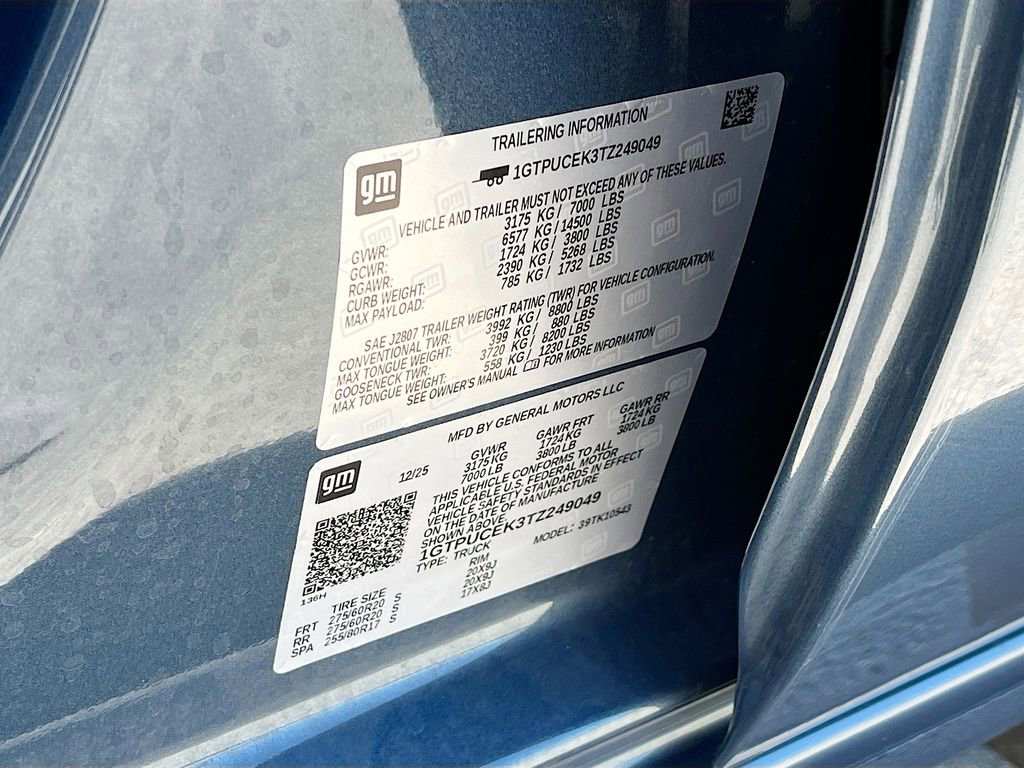 TRAILERING INFORMATION
gm
1GTPUCEK3TZ249049
VEHICLE AND TRAILER MUST NOT EXCEED ANY OF THESE VALUES.
GVWR: 3175 KG / 7000 LBS
GCWR: 6577 KG / 14500 LBS
RGAWR: 1724 KG / 3800 LBS
CURB WEIGHT: 2390 KG / 5268 LBS
MAX PAYLOAD: 785 KG / 1732 LBS
SAE J2807 TRAILER WEIGHT RATING (TWR) FOR VEHICLE CONFIGURATION.
CONVENTIONAL TWR: 3992 KG / 8800 LBS
MAX TONGUE WEIGHT: 399 KG / 880 LBS
GOOSENECK TWR: 3720 KG / 8200 LBS
MAX TONGUE WEIGHT: 558 KG / 1230 LBS
SEE OWNER'S MANUAL FOR MORE INFORMATION
MFD BY GENERAL MOTORS LLC
gm
12/25
GVWR GAWR FRT GAWR RR
3175 KG 1724 KG 1724 KG
7000 LB 3800 LB 3800 LB
THIS VEHICLE CONFORMS TO ALL
APPLICABLE U.S. FEDERAL MOTOR
VEHICLE SAFETY STANDARDS IN EFFECT
ON THE DATE OF MANUFACTURE
SHOWN ABOVE.
1GTPUCEK3TZ249049
TYPE: TRUCK MODEL: 39TK10543
136H
TIRE SIZE RIM
FRT 275/60R20 S 20X9J
RR 275/60R20 S 20X9J
SPA 255/80R17 S 17X8J